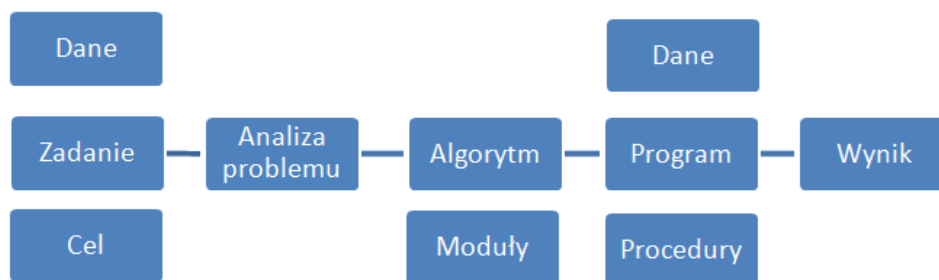 Dane
Dane
Zadanie
Analiza
problemu
Algorytm
Program
Wynik
Cel
Moduły
Procedury